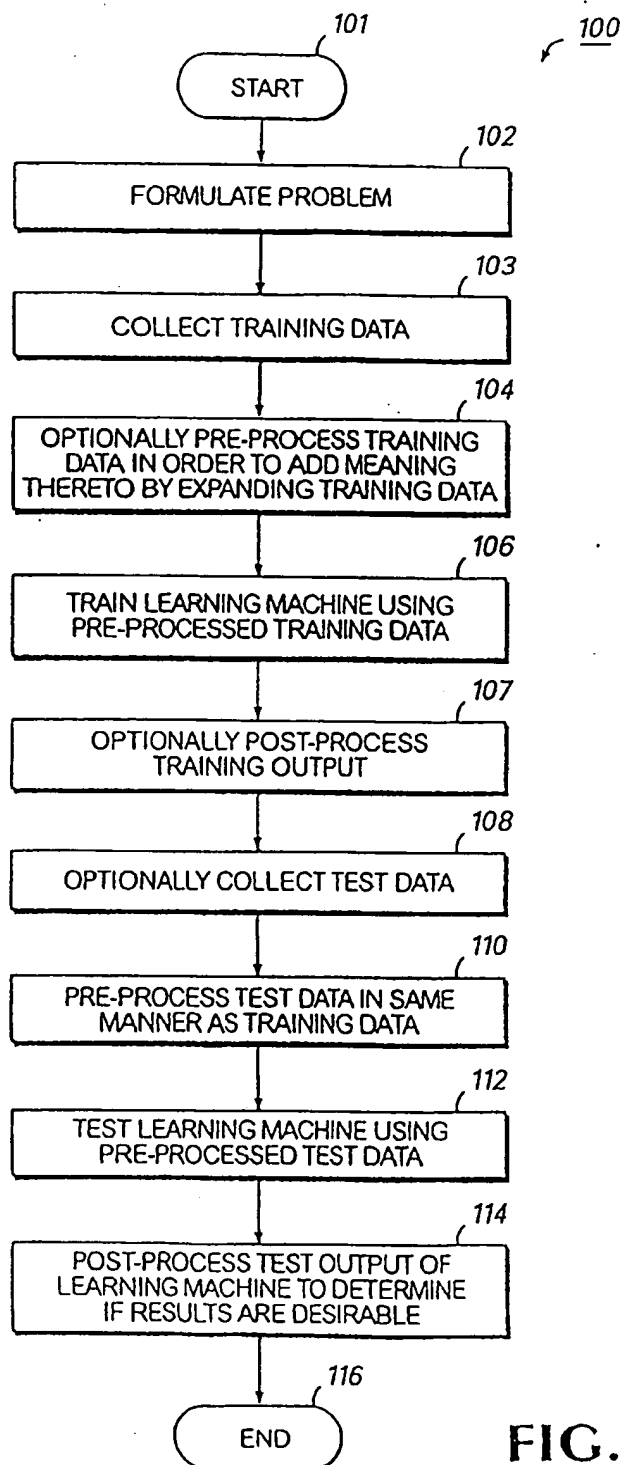 101
100
START
102
FORMULATE PROBLEM
103
COLLECT TRAINING DATA
104
OPTIONALLY PRE-PROCESS TRAINING
DATA IN ORDER TO ADD MEANING
THERETO BY EXPANDING TRAINING DATA
106
TRAIN LEARNING MACHINE USING
PRE-PROCESSED TRAINING DATA
107
OPTIONALLY POST-PROCESS
TRAINING OUTPUT
108
OPTIONALLY COLLECT TEST DATA
110
PRE-PROCESS TEST DATA IN SAME
MANNER AS TRAINING DATA
112
TEST LEARNING MACHINE USING
PRE-PROCESSED TEST DATA
114
POST-PROCESS TEST OUTPUT OF
LEARNING MACHINE TO DETERMINE
IF RESULTS ARE DESIRABLE
116
END
FIG.